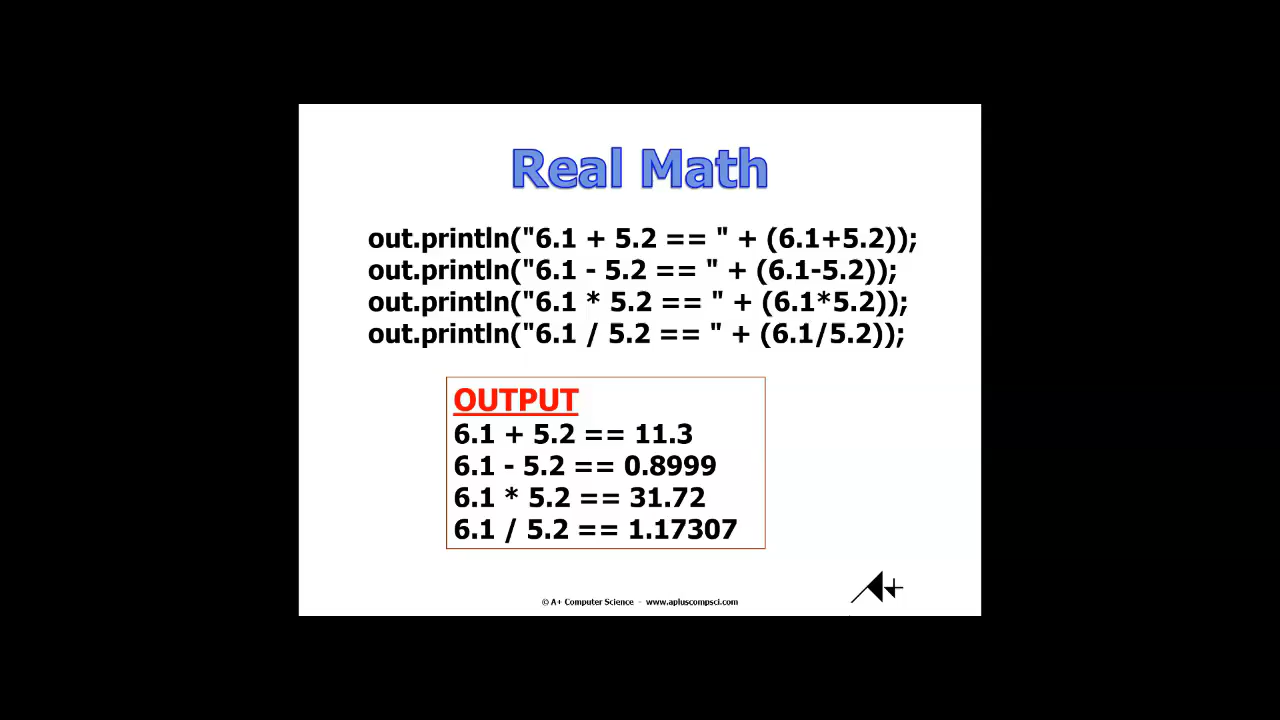 Real Math
out.println("6.1 + 5.2 == " + (6.1+5.2));
out.println("6.1 - 5.2 == " + (6.1-5.2));
out.println("6.1 * 5.2 == " + (6.1*5.2));
out.println("6.1 / 5.2 == " + (6.1/5.2));
OUTPUT
6.1 + 5.2 == 11.3
6.1 - 5.2 == 0.8999
6.1 * 5.2 == 31.72
6.1 / 5.2 == 1.17307
A+
© A+ Computer Science - www.apluscompsci.com